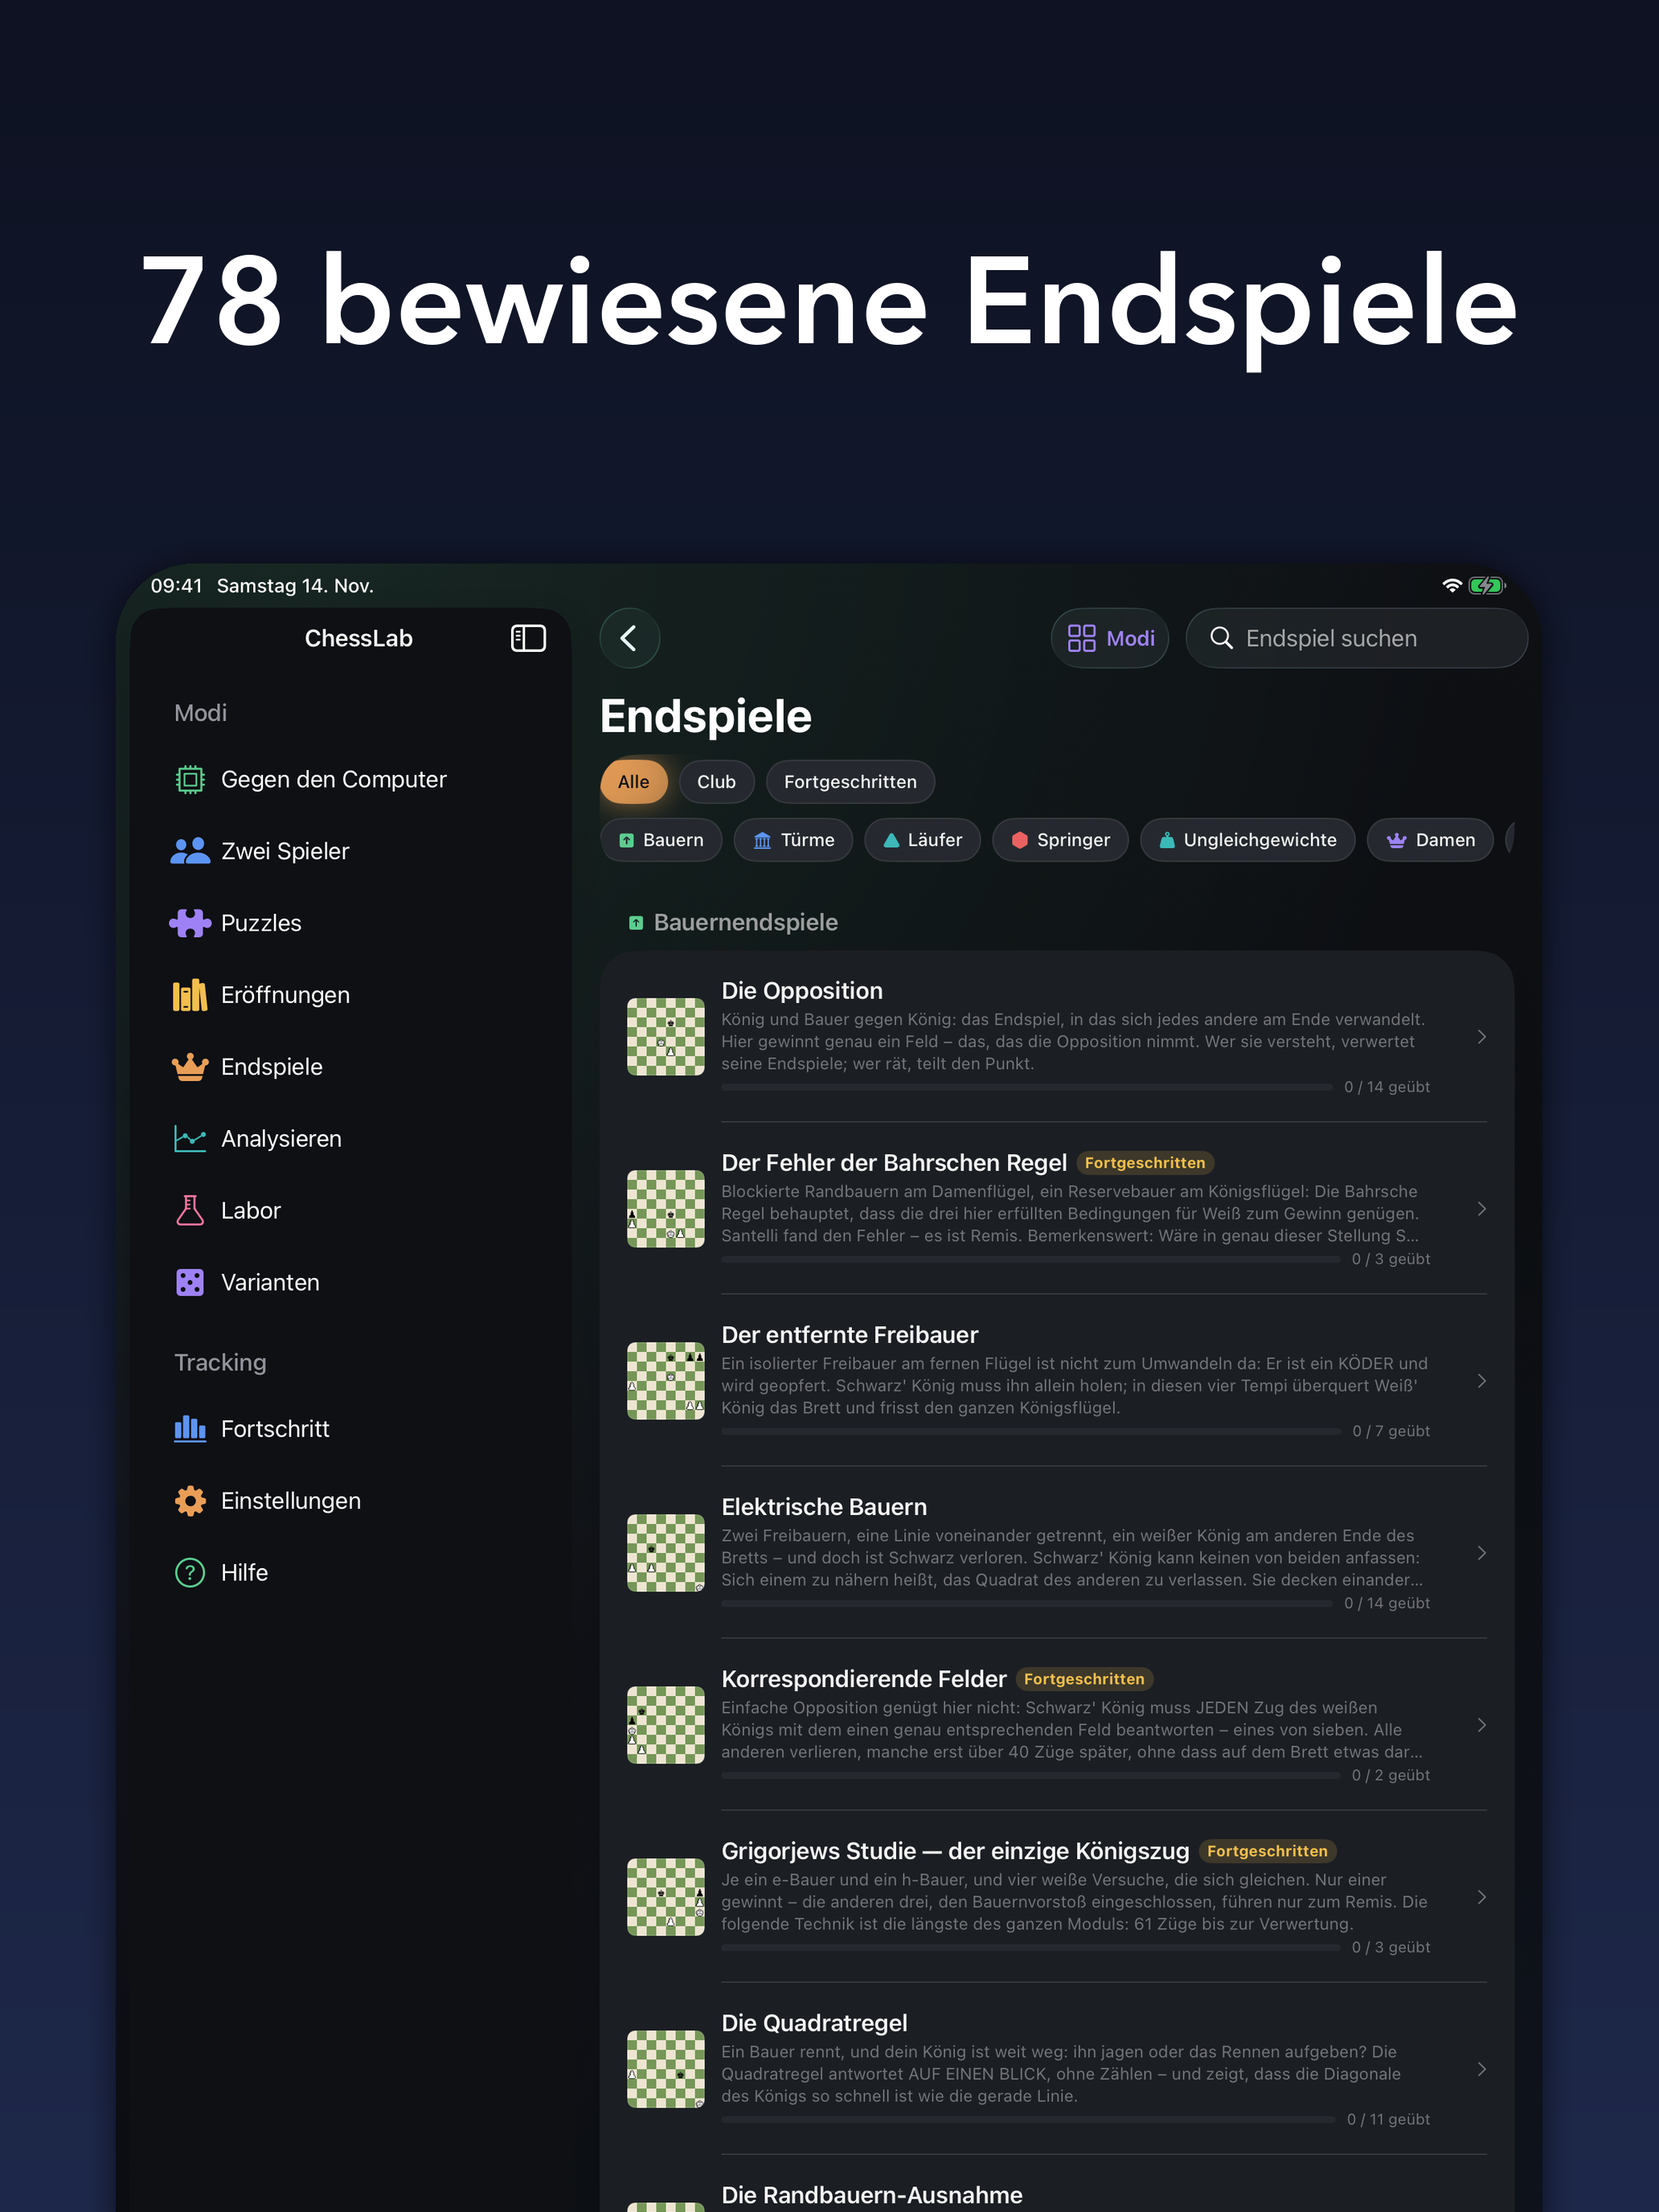 78 bewiesene Endspiele
09:41 Samstag 14. Nov.
ChessLab
Modi
Gegen den Computer
Zwei Spieler
Puzzles
Eröffnungen
Endspiele
Analysieren
Labor
Varianten
Tracking
Fortschritt
Einstellungen
Hilfe
Modi
Endspiel suchen
Endspiele
Alle
Club
Fortgeschritten
Bauern
Türme
Läufer
Springer
Ungleichgewichte
Damen
Bauernendspiele
Die Opposition
König und Bauer gegen König: das Endspiel, in das sich jedes andere am Ende verwandelt.
Hier gewinnt genau ein Feld – das, das die Opposition nimmt. Wer sie versteht, verwertet
seine Endspiele; wer rät, teilt den Punkt.
0 / 14 geübt
Der Fehler der Bahrschen Regel Fortgeschritten
Blockierte Randbauern am Damenflügel, ein Reservebauer am Königsflügel: Die Bahrsche
Regel behauptet, dass die drei hier erfüllten Bedingungen für Weiß zum Gewinn genügen.
Santelli fand den Fehler – es ist Remis. Bemerkenswert: Wäre in genau dieser Stellung S...
0 / 3 geübt
Der entfernte Freibauer
Ein isolierter Freibauer am fernen Flügel ist nicht zum Umwandeln da: Er ist ein KÖDER und
wird geopfert. Schwarz' König muss ihn allein holen; in diesen vier Tempi überquert Weiß'
König das Brett und frisst den ganzen Königsflügel.
0 / 7 geübt
Elektrische Bauern
Zwei Freibauern, eine Linie voneinander getrennt, ein weißer König am anderen Ende des
Bretts – und doch ist Schwarz verloren. Schwarz' König kann keinen von beiden anfassen:
Sich einem zu nähern heißt, das Quadrat des anderen zu verlassen. Sie decken einander...
0 / 14 geübt
Korrespondierende Felder Fortgeschritten
Einfache Opposition genügt hier nicht: Schwarz' König muss JEDEN Zug des weißen
Königs mit dem einen genau entsprechenden Feld beantworten – eines von sieben. Alle
anderen verlieren, manche erst über 40 Züge später, ohne dass auf dem Brett etwas dar...
0 / 2 geübt
Grigorjews Studie — der einzige Königszug Fortgeschritten
Je ein e-Bauer und ein h-Bauer, und vier weiße Versuche, die sich gleichen. Nur einer
gewinnt – die anderen drei, den Bauernvorstoß eingeschlossen, führen nur zum Remis. Die
folgende Technik ist die längste des ganzen Moduls: 61 Züge bis zur Verwertung.
0 / 3 geübt
Die Quadratregel
Ein Bauer rennt, und dein König ist weit weg: ihn jagen oder das Rennen aufgeben? Die
Quadratregel antwortet AUF EINEN BLICK, ohne Zählen – und zeigt, dass die Diagonale
des Königs so schnell ist wie die gerade Linie.
0 / 11 geübt
Die Randbauern-Ausnahme